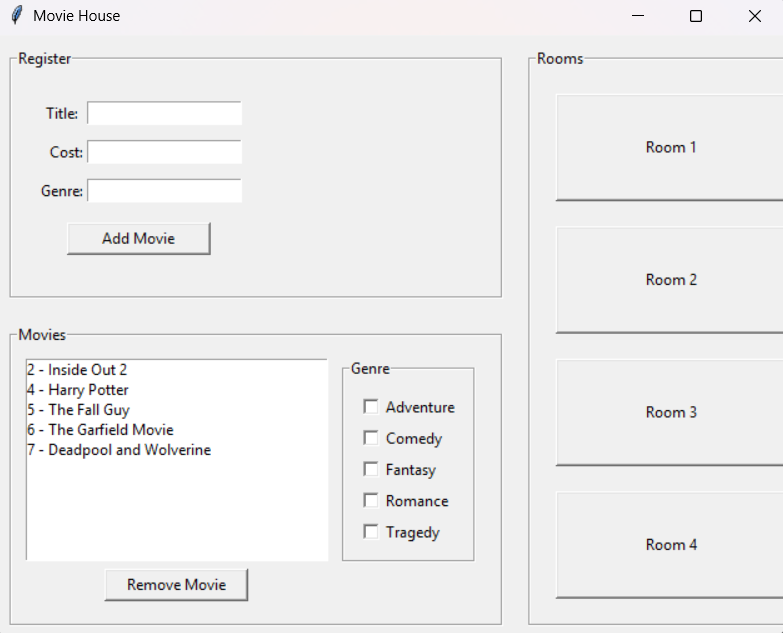 Movie House
Register
Title:
Cost:
Genre:
Add Movie
Movies
2 - Inside Out 2
4 - Harry Potter
5 - The Fall Guy
6 - The Garfield Movie
7 - Deadpool and Wolverine
Remove Movie
Genre
Adventure
Comedy
Fantasy
Romance
Tragedy
Rooms
Room 1
Room 2
Room 3
Room 4